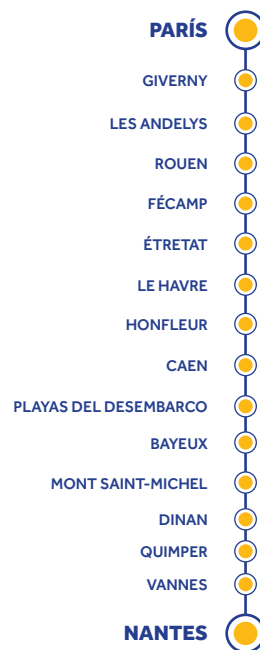 PARÍS
GIVERNY
LES ANDELYS
ROUEN
FÉCAMP
ÉTRETAT
LE HAVRE
HONFLEUR
CAEN
PLAYAS DEL DESEMBARCO
BAYEUX
MONT SAINT-MICHEL
DINAN
QUIMPER
VANNES
NANTES